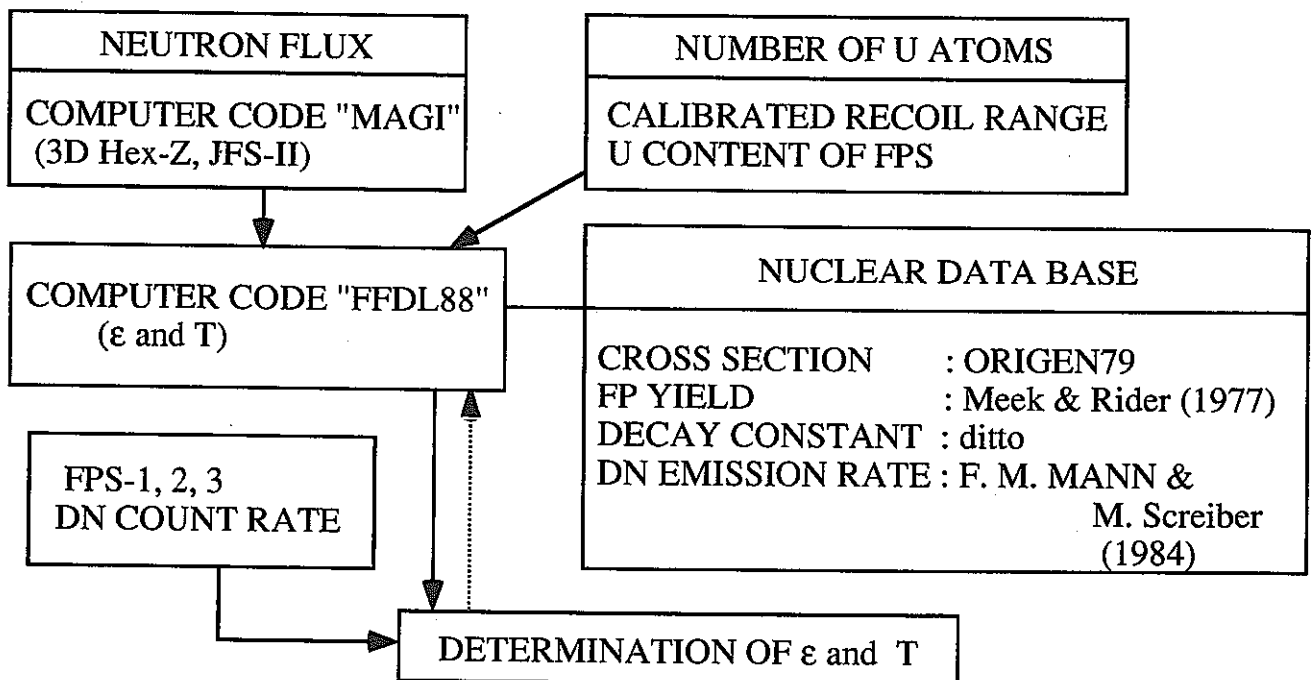 NEUTRON FLUX
COMPUTER CODE "MAGI"
(3D Hex-Z, JFS-II)
NUMBER OF U ATOMS
CALIBRATED RECOIL RANGE
U CONTENT OF FPS
COMPUTER CODE "FFDL88"
(ε and T)
NUCLEAR DATA BASE
CROSS SECTION : ORIGEN79
FP YIELD : Meek & Rider (1977)
DECAY CONSTANT : ditto
DN EMISSION RATE : F. M. MANN &
M. Screiber
(1984)
FPS-1, 2, 3
DN COUNT RATE
DETERMINATION OF ε and T